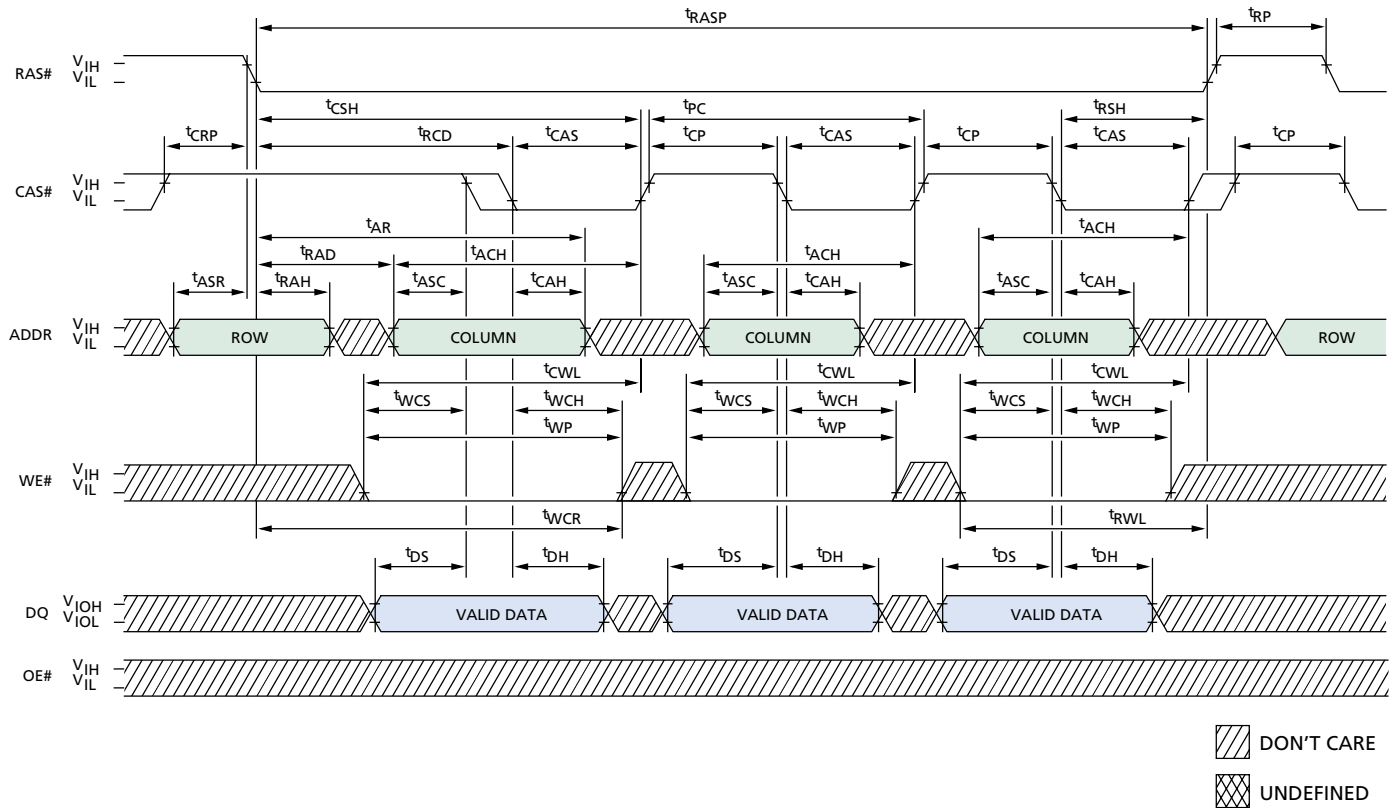 tRASP tRP
RAS# VIH
VIL
tCSH tPC tRSH
tCRP tRCD tCAS tCP tCAS tCP tCAS tCP
CAS# VIH
VIL
tAR tACH
tRAD tACH tACH
tASR tRAH tASC tCAH tASC tCAH tASC tCAH
ADDR VIH
VIL
ROW COLUMN COLUMN COLUMN ROW
tCWL tCWL tCWL
tWCS tWCH tWCS tWCH tWCS tWCH
tWP tWP tWP
WE# VIH
VIL
tWCR tRWL
tDS tDH tDS tDH tDS tDH
DQ VIOH
VIOL
VALID DATA VALID DATA VALID DATA
OE# VIH
VIL
DON'T CARE
UNDEFINED